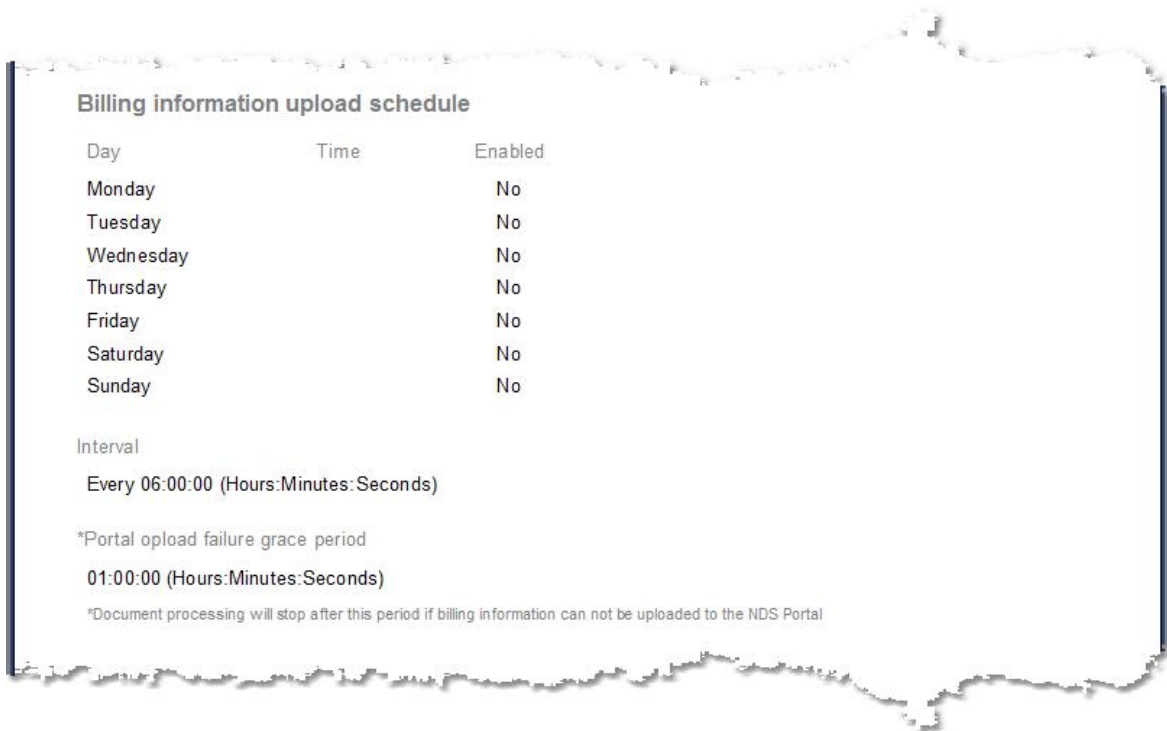 Billing information upload schedule
Day Time Enabled
Monday No
Tuesday No
Wednesday No
Thursday No
Friday No
Saturday No
Sunday No
Interval
Every 06:00:00 (Hours:Minutes:Seconds)
*Portal opload failure grace period
01:00:00 (Hours:Minutes:Seconds)
*Document processing will stop after this period if billing information can not be uploaded to the NDS Portal